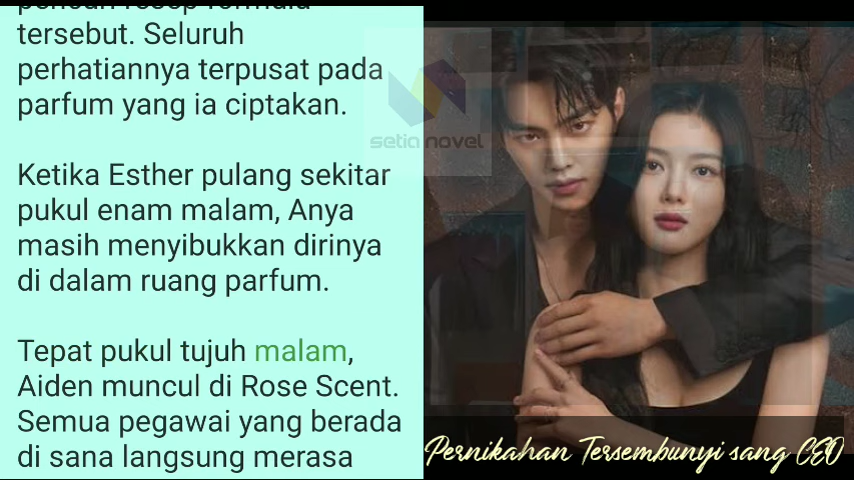 tersebut. Seluruh
perhatiannya terpusat pada
parfum yang ia ciptakan.
Ketika Esther pulang sekitar
pukul enam malam, Anya
masih menyibukkan dirinya
di dalam ruang parfum.
Tepat pukul tujuh malam,
Aiden muncul di Rose Scent.
Semua pegawai yang berada
di sana langsung merasa
setia novel
Pernikahan Tersembunyi sang CEO